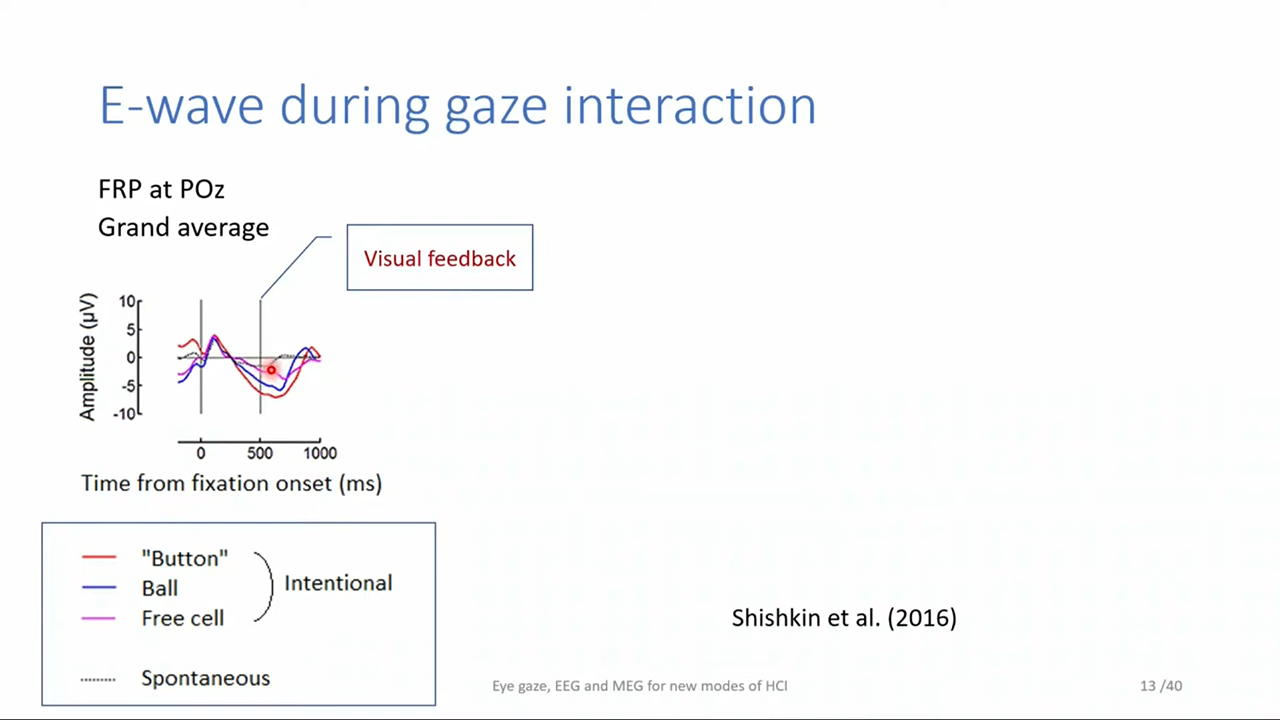 E-wave during gaze interaction
FRP at POz
Grand average
Visual feedback
Amplitude (µV)
10
5
0
-5
-10
0 500 1000
Time from fixation onset (ms)
"Button"
Ball
Free cell
Intentional
Spontaneous
Shishkin et al. (2016)
Eye gaze, EEG and MEG for new modes of HCI
13 /40